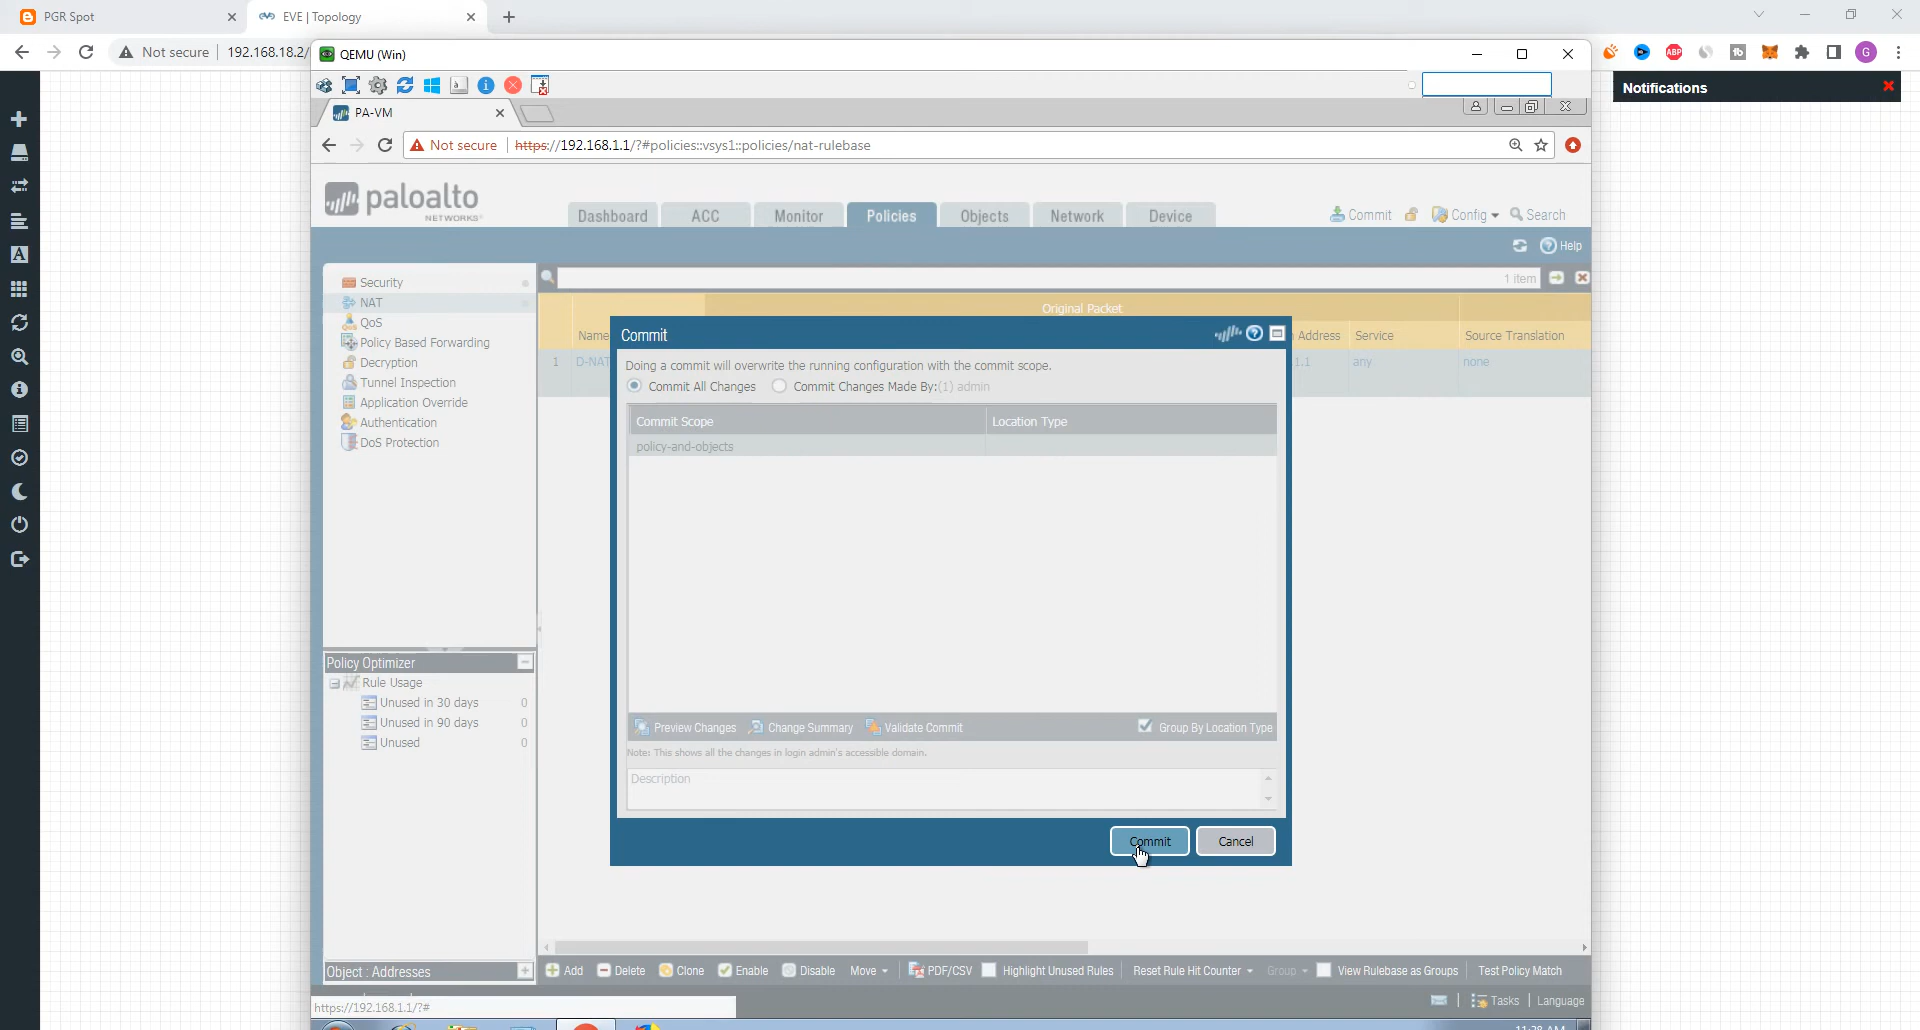 PGR Spot
EVE | Topology
Not secure
192.168.18.2/
QEMU (Win)
Notifications
PA-VM
Not secure
https://192.168.1.1/?#policies::vsys1::policies/nat-rulebase
paloalto
NETWORKS®
Dashboard
ACC
Monitor
Policies
Objects
Network
Device
Commit
Config
Search
Help
Security
NAT
QoS
Policy Based Forwarding
Decryption
Tunnel Inspection
Application Override
Authentication
DoS Protection
1 item
Original Packet
Name
Address
Service
Source Translation
1
D-NAT
1.1
any
none
Commit
Doing a commit will overwrite the running configuration with the commit scope.
Commit All Changes
Commit Changes Made By:(1) admin
Commit Scope
Location Type
policy-and-objects
Preview Changes
Change Summary
Validate Commit
Group By Location Type
Note: This shows all the changes in login admin's accessible domain.
Description
Commit
Cancel
Policy Optimizer
Rule Usage
Unused in 30 days 0
Unused in 90 days 0
Unused 0
Object : Addresses
Add
Delete
Clone
Enable
Disable
Move
PDF/CSV
Highlight Unused Rules
Reset Rule Hit Counter
Group
View Rulebase as Groups
Test Policy Match
https://192.168.1.1/?#
Tasks
Language
11:28 AM